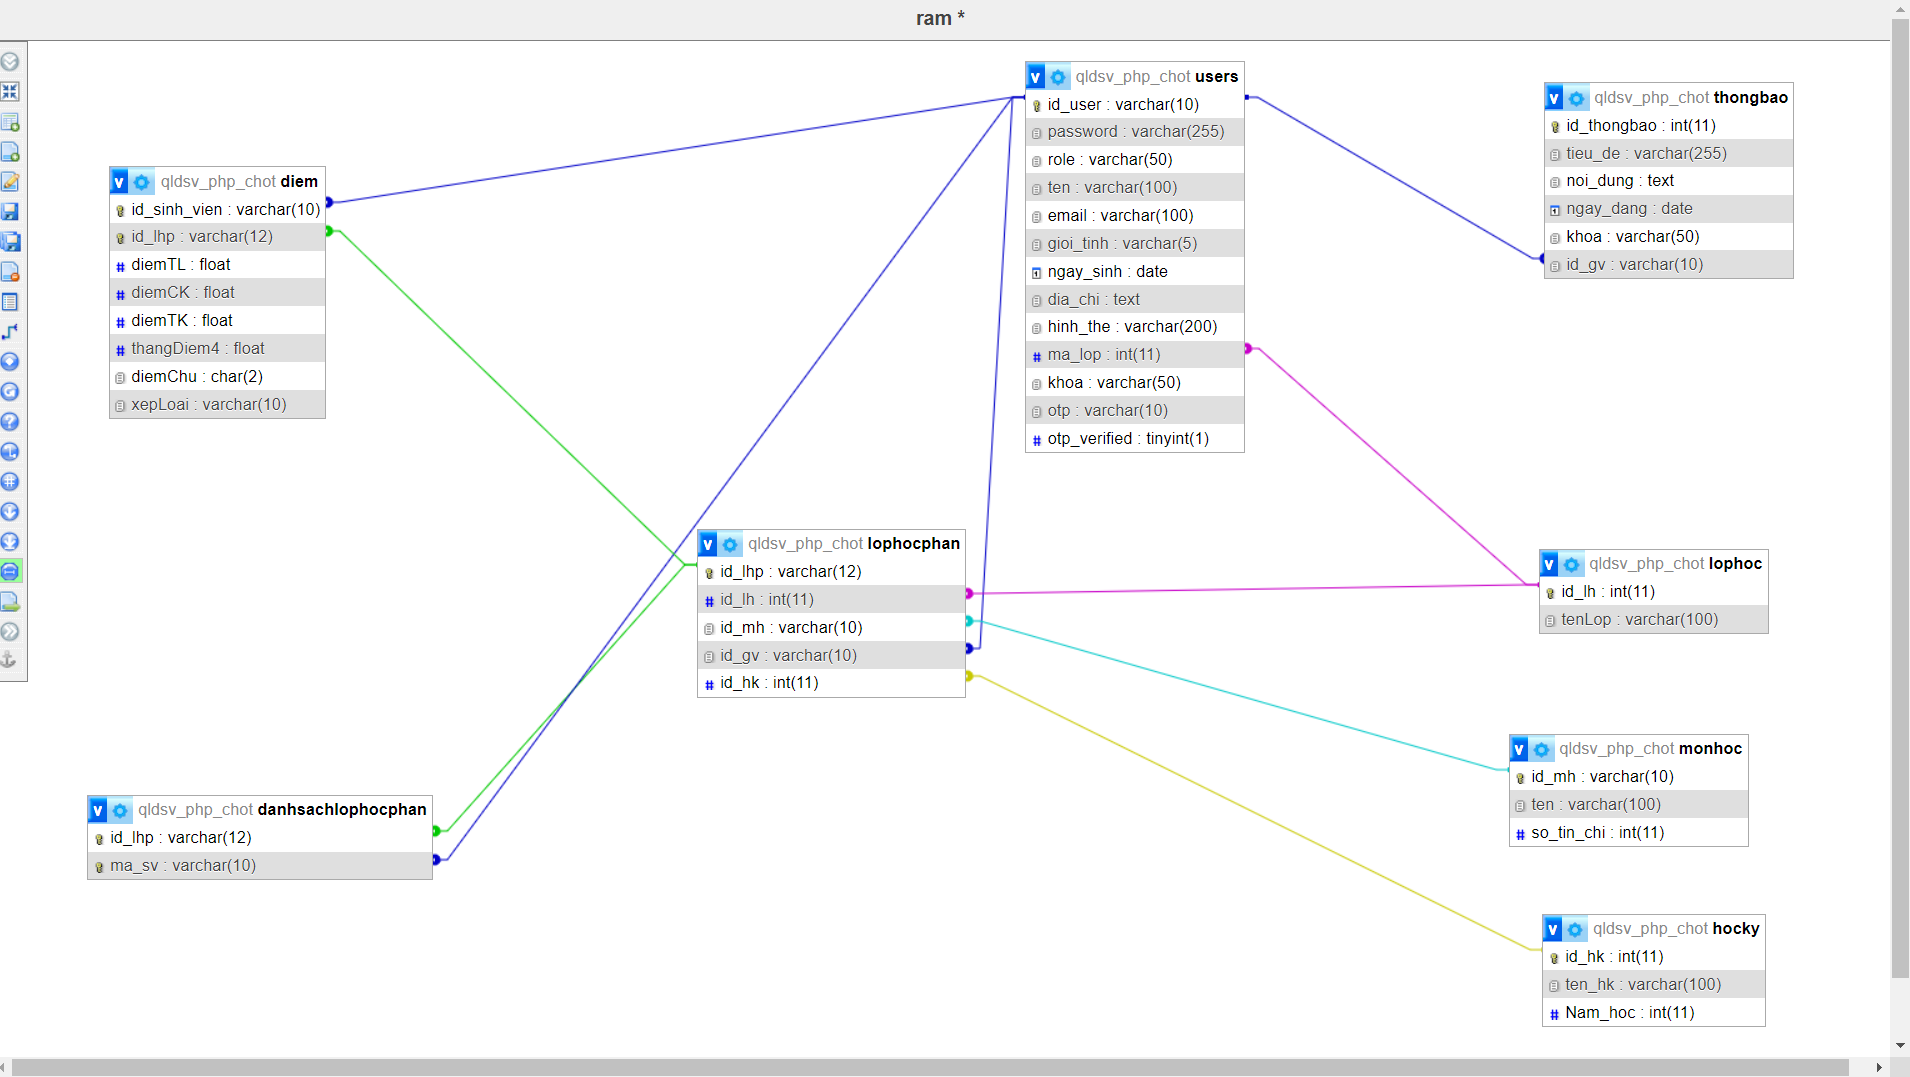 ram *
v qldsv_php_chot users
id_user : varchar(10)
password : varchar(255)
role : varchar(50)
ten : varchar(100)
email : varchar(100)
gioi_tinh : varchar(5)
ngay_sinh : date
dia_chi : text
hinh_the : varchar(200)
# ma_lop : int(11)
khoa : varchar(50)
otp : varchar(10)
# otp_verified : tinyint(1)
v qldsv_php_chot thongbao
id_thongbao : int(11)
tieu_de : varchar(255)
noi_dung : text
ngay_dang : date
khoa : varchar(50)
id_gv : varchar(10)
v qldsv_php_chot diem
id_sinh_vien : varchar(10)
id_lhp : varchar(12)
# diemTL : float
# diemCK : float
# diemTK : float
# thangDiem4 : float
diemChu : char(2)
xepLoai : varchar(10)
v qldsv_php_chot lophocphan
id_lhp : varchar(12)
# id_lh : int(11)
id_mh : varchar(10)
id_gv : varchar(10)
# id_hk : int(11)
v qldsv_php_chot lophoc
id_lh : int(11)
tenLop : varchar(100)
v qldsv_php_chot monhoc
id_mh : varchar(10)
ten : varchar(100)
# so_tin_chi : int(11)
v qldsv_php_chot danhsachlophocphan
id_lhp : varchar(12)
ma_sv : varchar(10)
v qldsv_php_chot hocky
id_hk : int(11)
ten_hk : varchar(100)
# Nam_hoc : int(11)